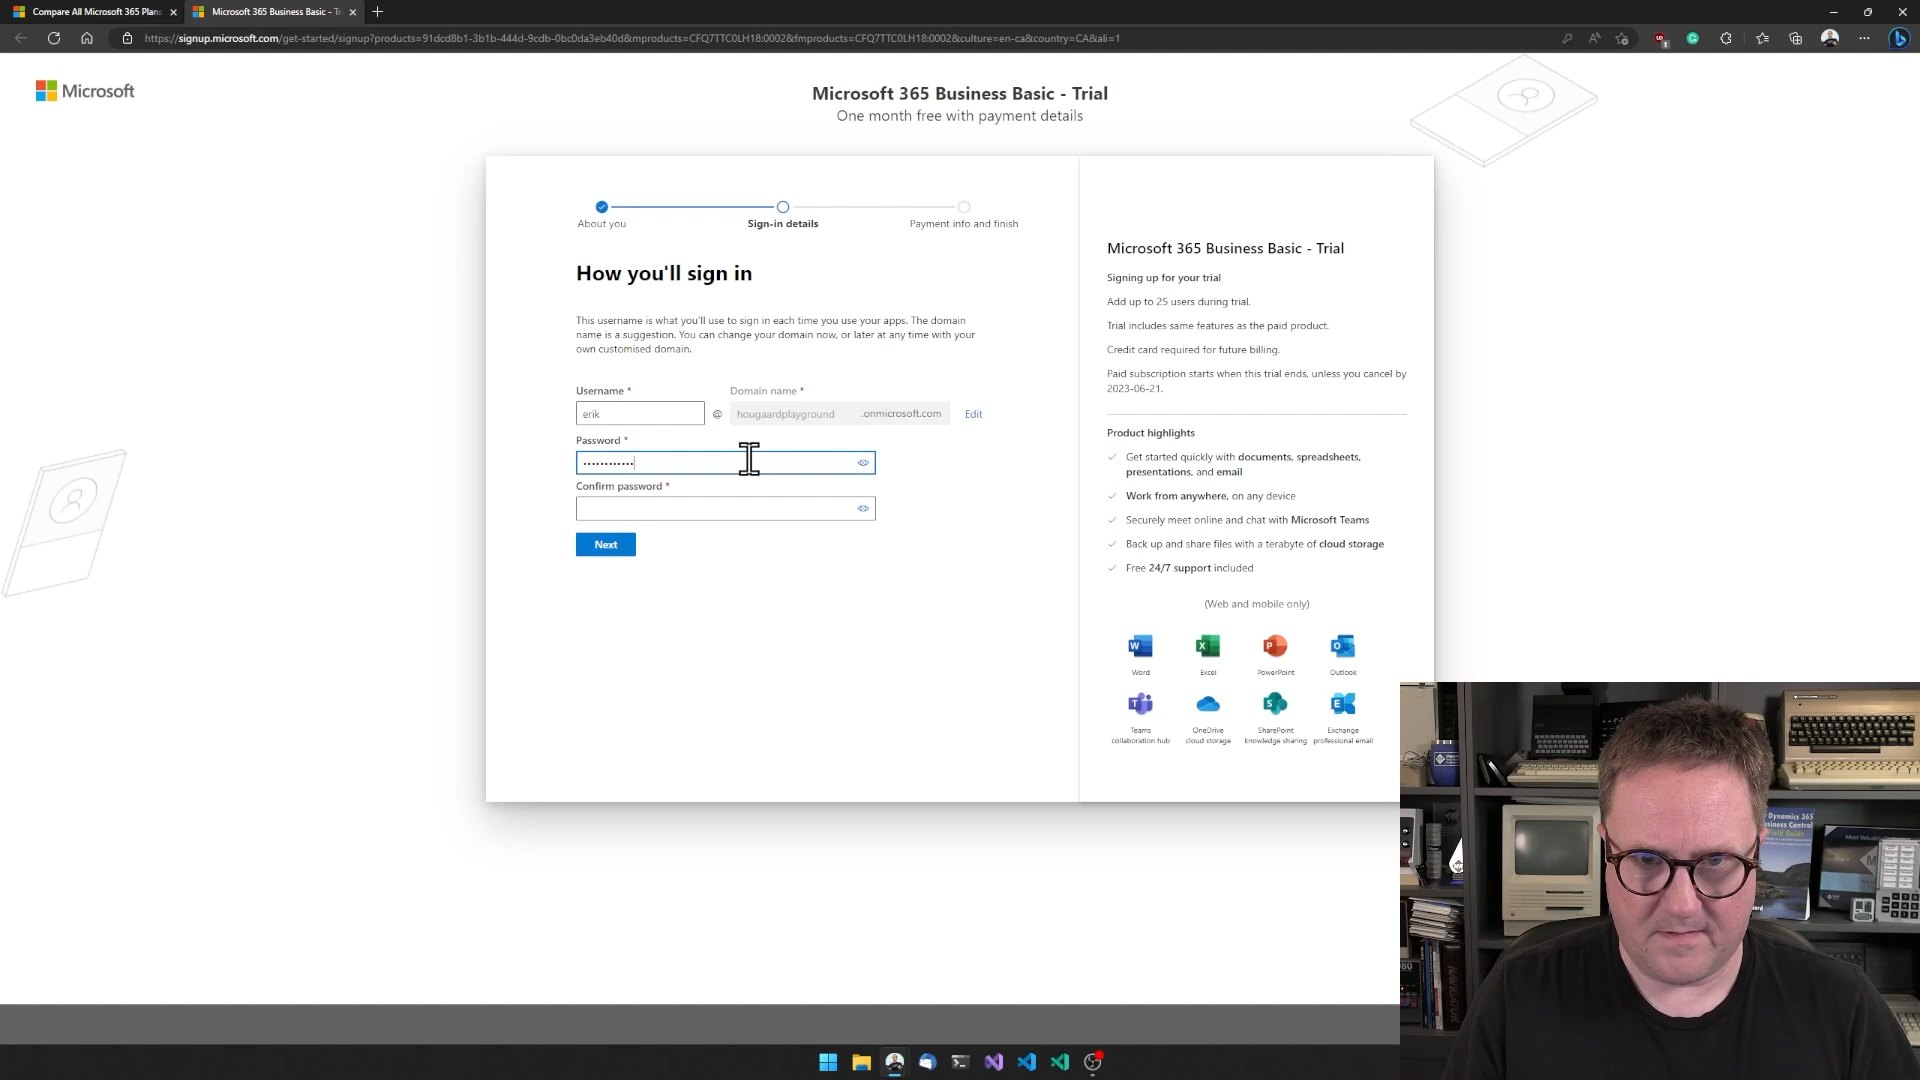 Compare All Microsoft 365 Plans
Microsoft 365 Business Basic - Tr
https://signup.microsoft.com/get-started/signup?products=91dcd8b1-3b1b-444d-9cdb-0bc0da3eb40d&mproducts=CFQ7TTC0LH18:0002&fmproducts=CFQ7TTC0LH18:0002&culture=en-ca&country=CA&ali=1
Microsoft
Microsoft 365 Business Basic - Trial
One month free with payment details
About you
Sign-in details
Payment info and finish
How you'll sign in
This username is what you'll use to sign in each time you use your apps. The domain
name is a suggestion. You can change your domain now, or later at any time with your
own customised domain.
Username *
Domain name *
erik
@
hougaardplayground
.onmicrosoft.com
Edit
Password *
Confirm password *
Next
Microsoft 365 Business Basic - Trial
Signing up for your trial
Add up to 25 users during trial.
Trial includes same features as the paid product.
Credit card required for future billing.
Paid subscription starts when this trial ends, unless you cancel by
2023-06-21.
Product highlights
Get started quickly with documents, spreadsheets,
presentations, and email
Work from anywhere, on any device
Securely meet online and chat with Microsoft Teams
Back up and share files with a terabyte of cloud storage
Free 24/7 support included
(Web and mobile only)
Word
Excel
PowerPoint
Outlook
Teams
collaboration hub
OneDrive
cloud storage
SharePoint
knowledge sharing
Exchange
professional email
Dynamics 365
Business Central
Field Guide